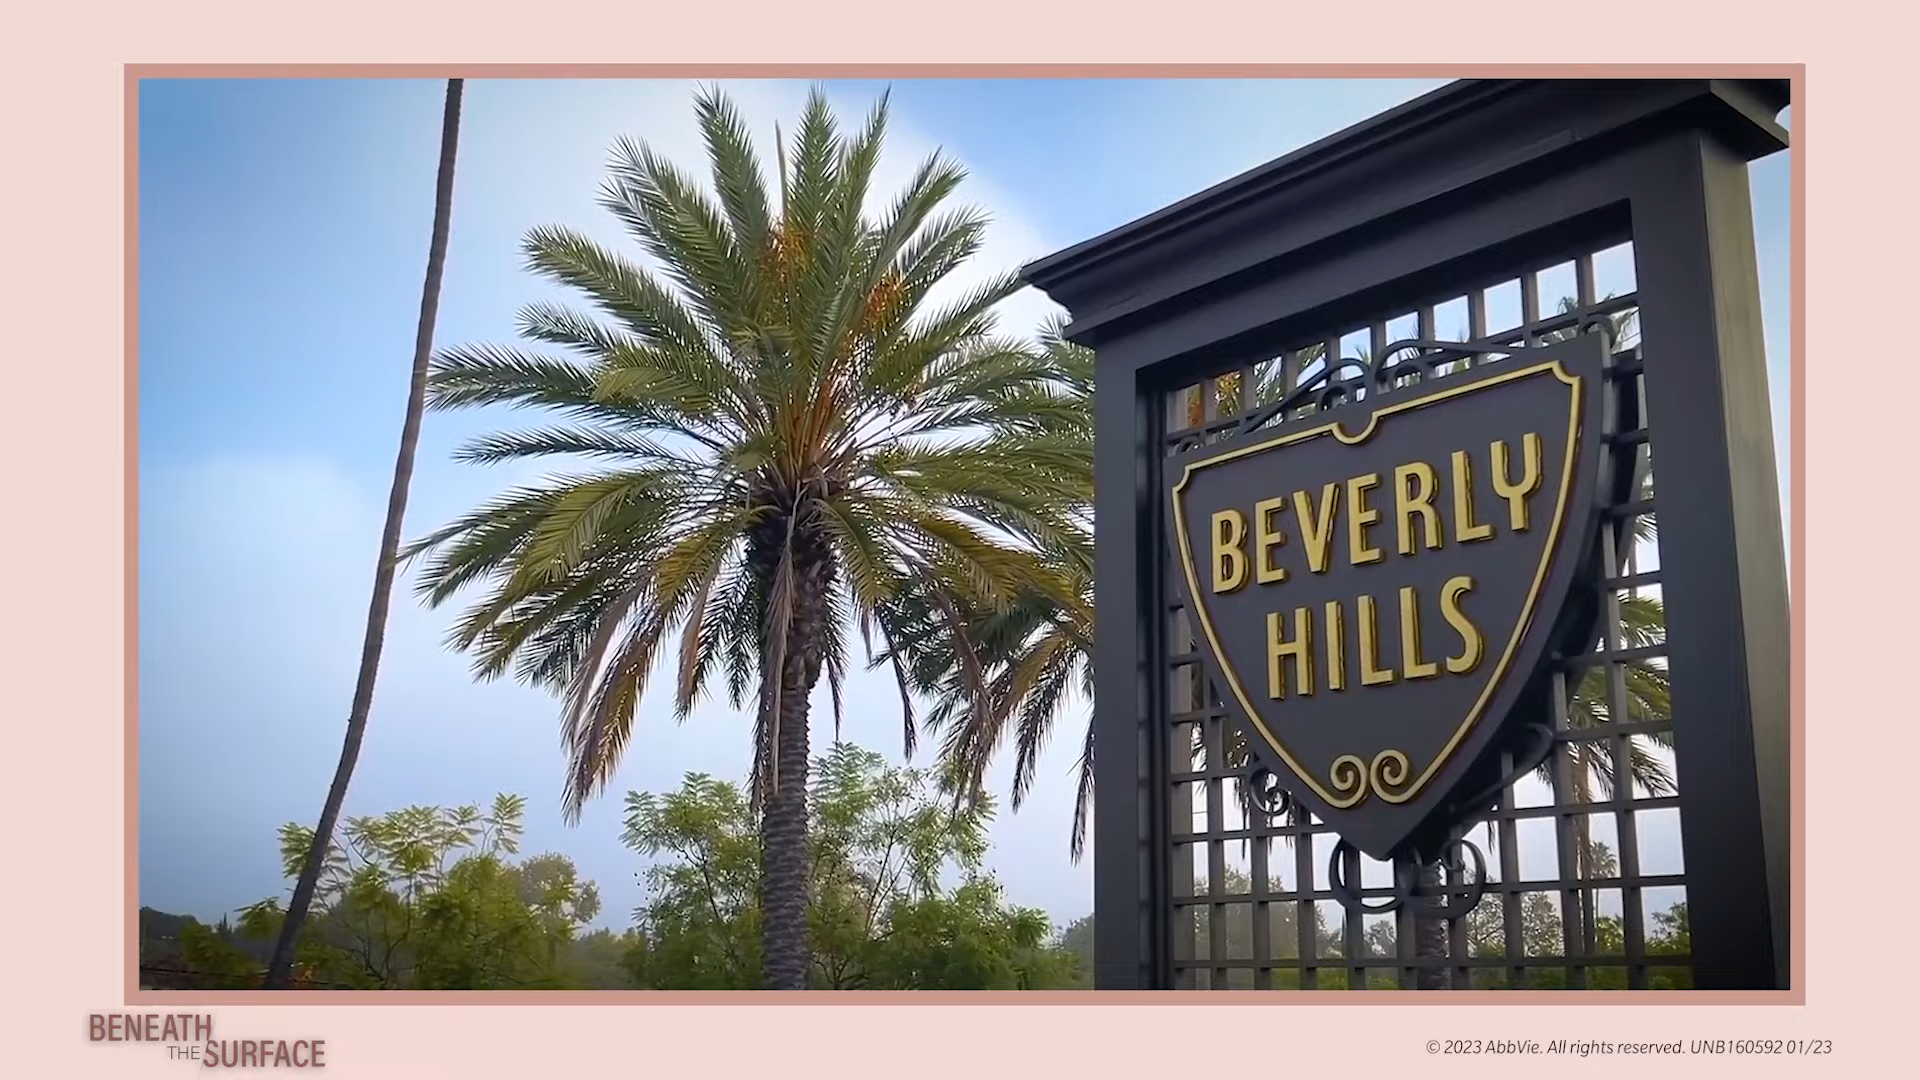 BEVERLY
HILLS
BENEATH
THE SURFACE
© 2023 AbbVie. All rights reserved. UNB160592 01/23